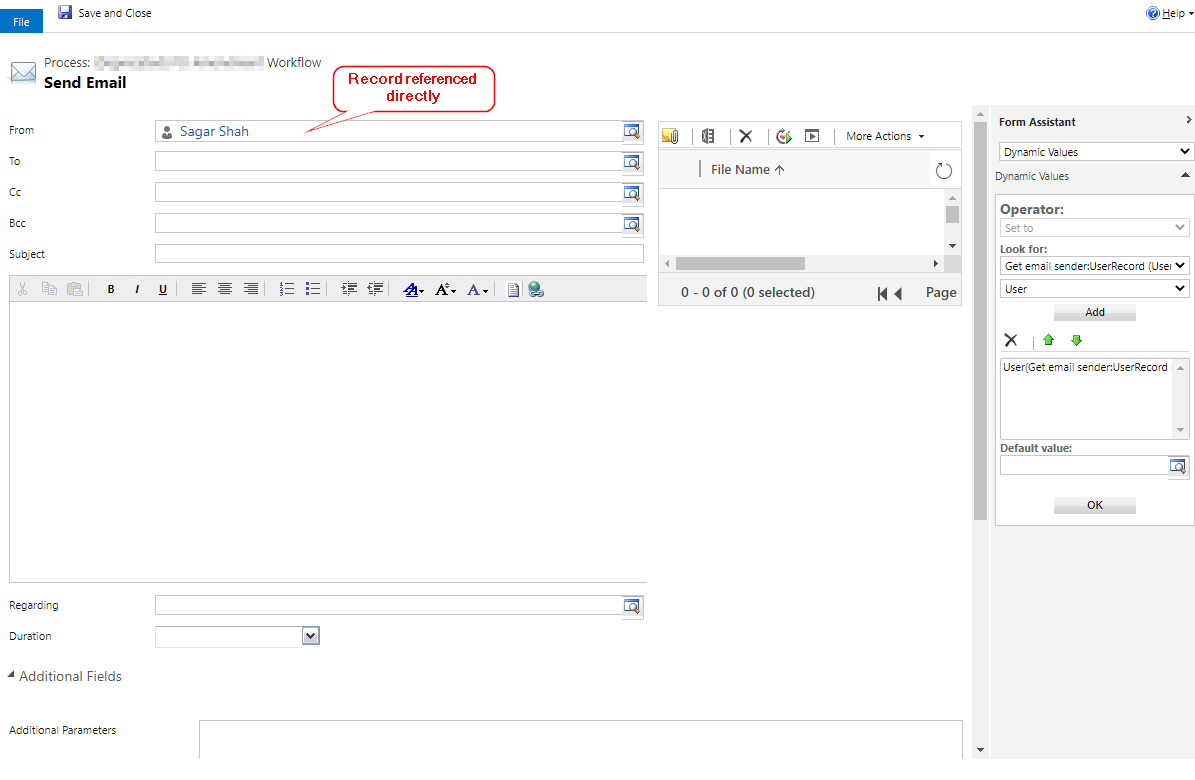 File
Save and Close
Help
Process: Workflow
Send Email
Record referenced
directly
From
Sagar Shah
To
Cc
Bcc
Subject
More Actions
File Name
0 - 0 of 0 (0 selected)
Page
B I U
A A A
Regarding
Duration
Additional Fields
Additional Parameters
Form Assistant
Dynamic Values
Dynamic Values
Operator:
Set to
Look for:
Get email sender:UserRecord (User
User
Add
User(Get email sender:UserRecord
Default value:
OK